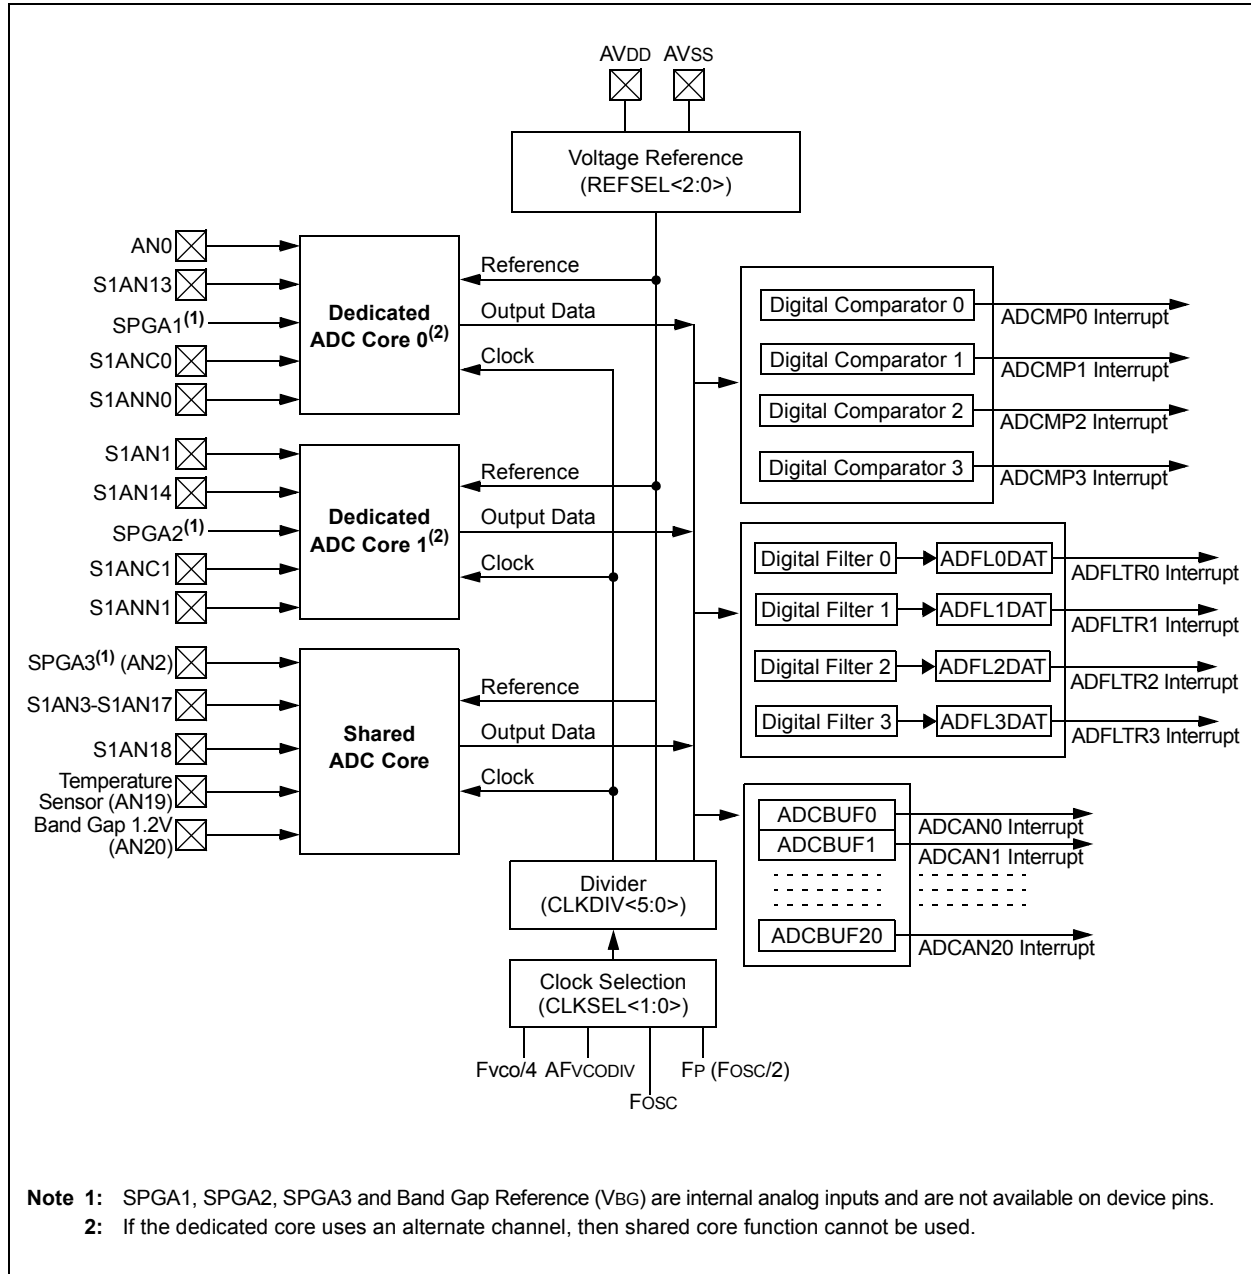 AVDD AVSS
Voltage Reference
(REFSEL<2:0>)
AN0
S1AN13
SPGA1(1)
S1ANC0
S1ANN0
Dedicated
ADC Core 0(2)
Reference
Output Data
Clock
S1AN1
S1AN14
SPGA2(1)
S1ANC1
S1ANN1
Dedicated
ADC Core 1(2)
Reference
Output Data
Clock
SPGA3(1) (AN2)
S1AN3-S1AN17
S1AN18
Temperature
Sensor (AN19)
Band Gap 1.2V
(AN20)
Shared
ADC Core
Reference
Output Data
Clock
Digital Comparator 0
ADCMP0 Interrupt
Digital Comparator 1
ADCMP1 Interrupt
Digital Comparator 2
ADCMP2 Interrupt
Digital Comparator 3
ADCMP3 Interrupt
Digital Filter 0 ADFL0DAT
ADFLTR0 Interrupt
Digital Filter 1 ADFL1DAT
ADFLTR1 Interrupt
Digital Filter 2 ADFL2DAT
ADFLTR2 Interrupt
Digital Filter 3 ADFL3DAT
ADFLTR3 Interrupt
ADCBUF0
ADCAN0 Interrupt
ADCBUF1
ADCAN1 Interrupt
ADCBUF20
ADCAN20 Interrupt
Divider
(CLKDIV<5:0>)
Clock Selection
(CLKSEL<1:0>)
Fvco/4 AFVCODIV FP (FOSC/2)
FOSC
Note 1: SPGA1, SPGA2, SPGA3 and Band Gap Reference (VBG) are internal analog inputs and are not available on device pins.
2: If the dedicated core uses an alternate channel, then shared core function cannot be used.